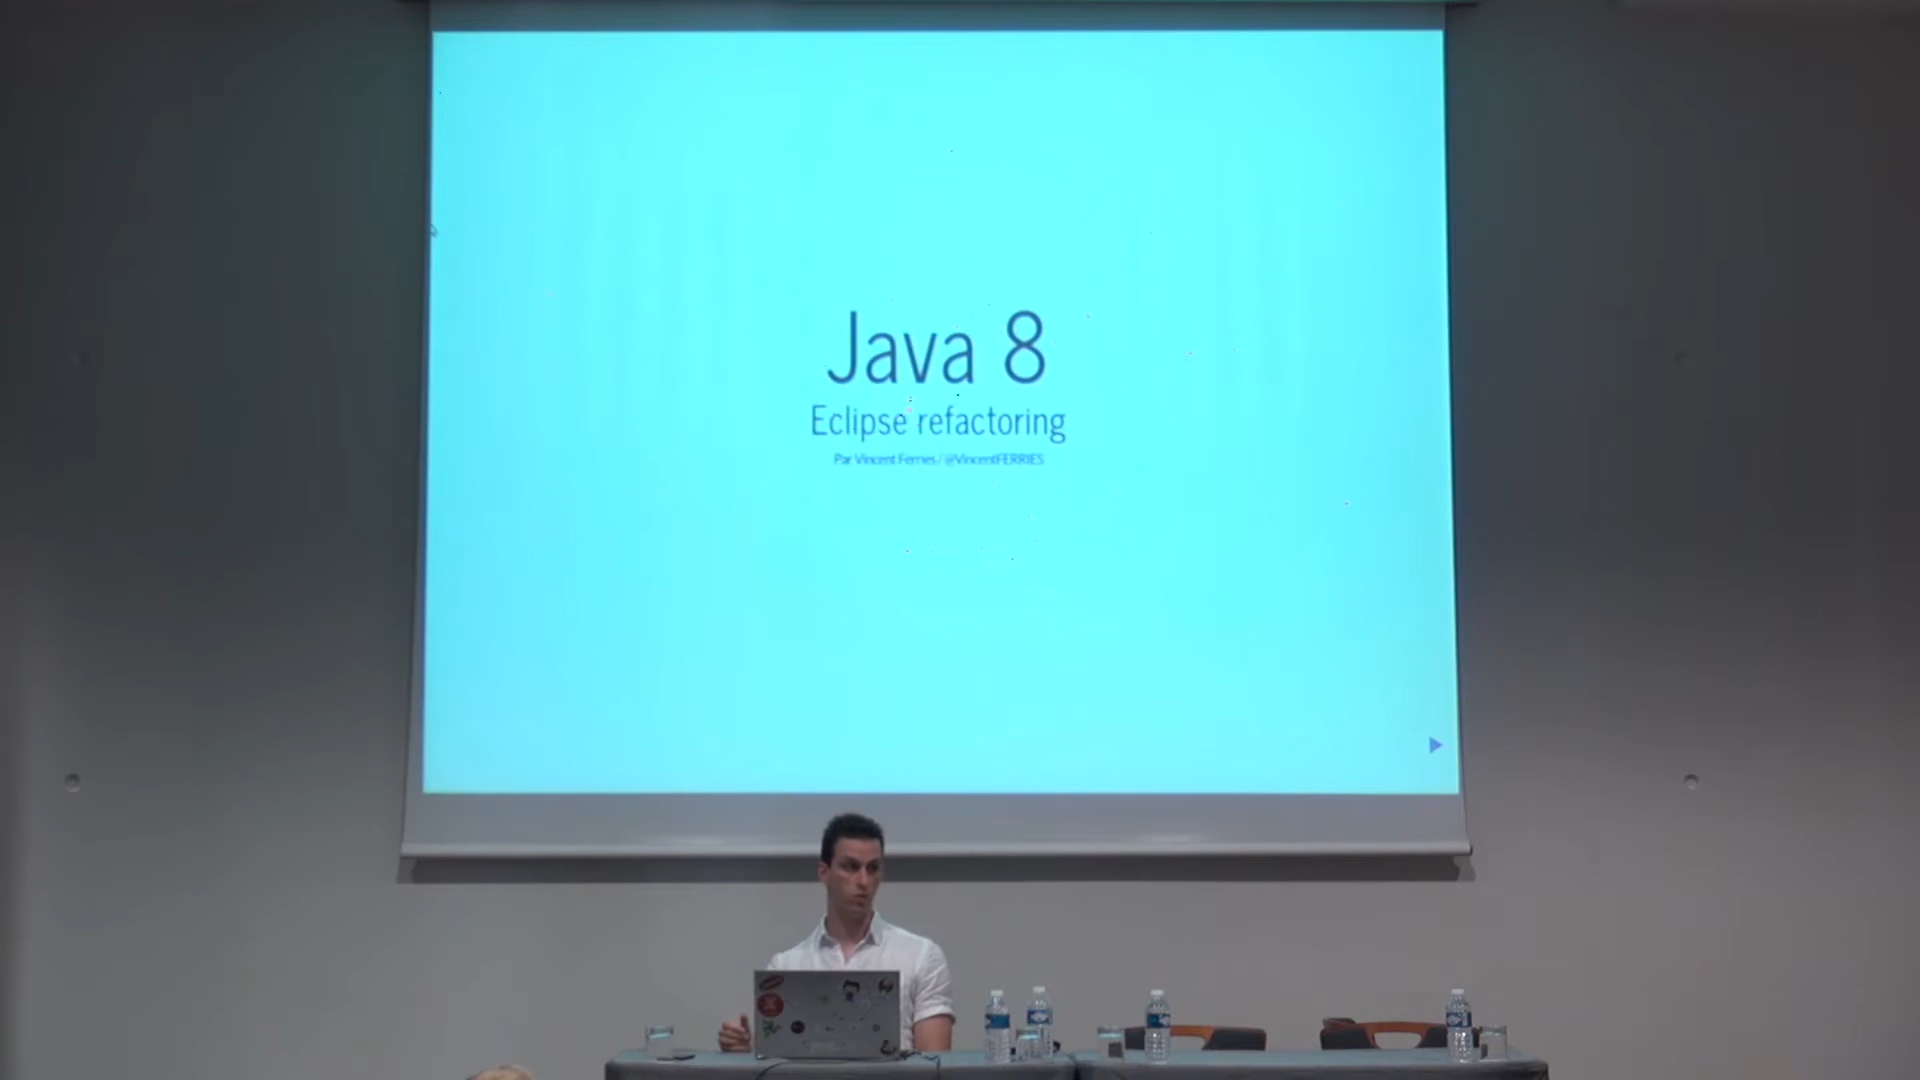 Java 8
Eclipse refactoring
Par Vincent Ferries / @VincentFERRIES